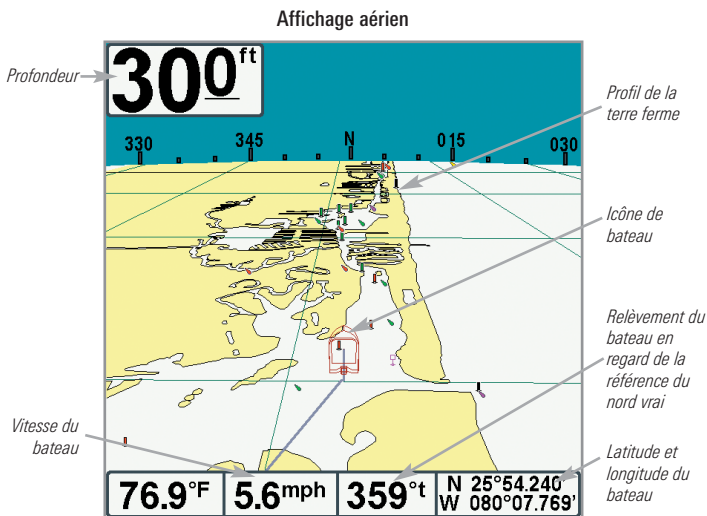 Affichage aérien
Profondeur
300 ft
Profil de la
terre ferme
330 345 N 015 030
Icône de
bateau
Relèvement du
bateau en
regard de la
référence du
nord vrai
Vitesse du
bateau
Latitude et
longitude du
bateau
76.9°F 5.6mph 359°t
N 25°54.240'
W 080°07.769'